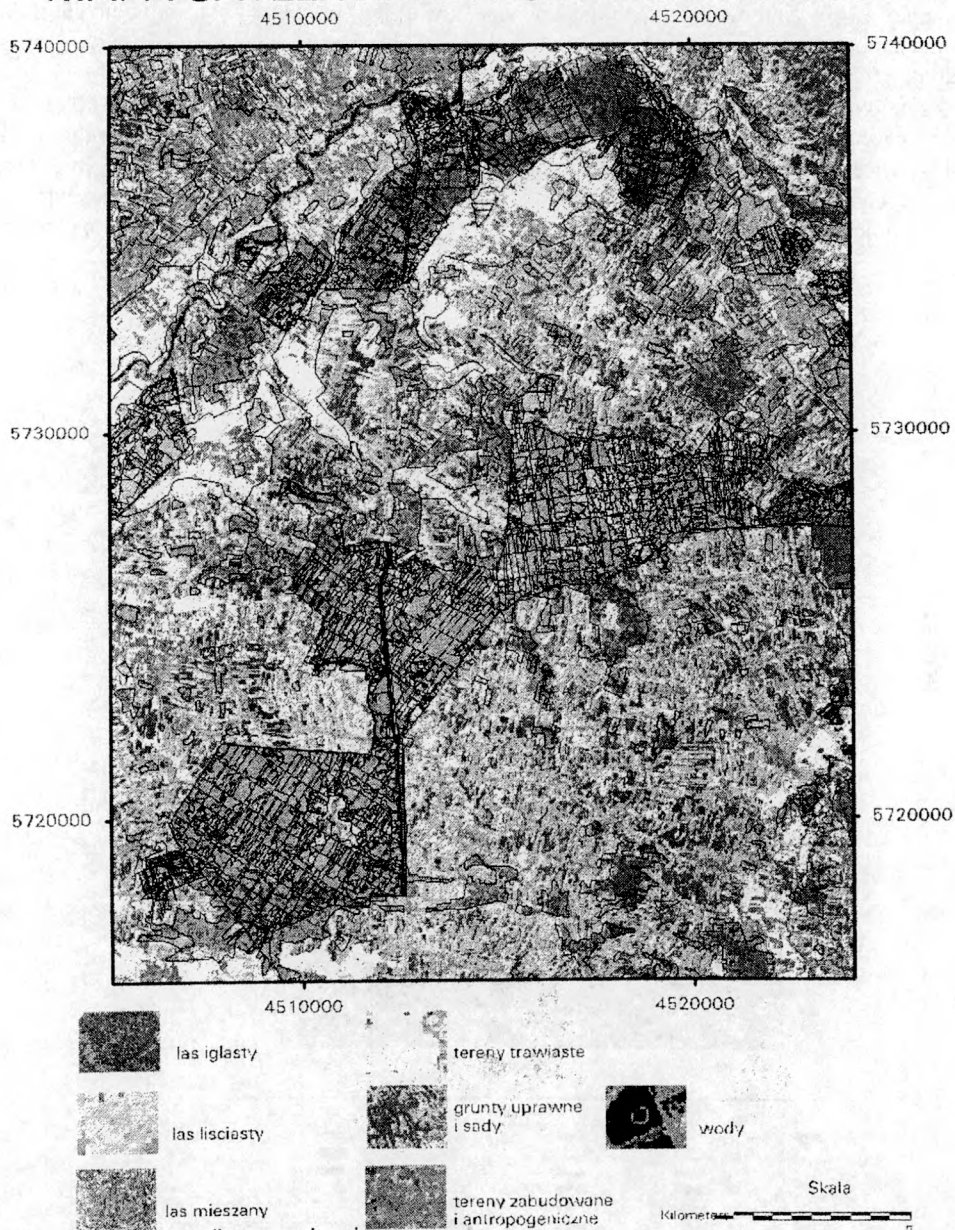 4510000 4520000
5740000 5740000
5730000 5730000
5720000 5720000
4510000 4520000
las iglasty
tereny trawiaste
las lisciasty
grunty uprawne
i sady
wody
las mieszany
tereny zabudowane
i antropogeniczne
Skala
Kilometers